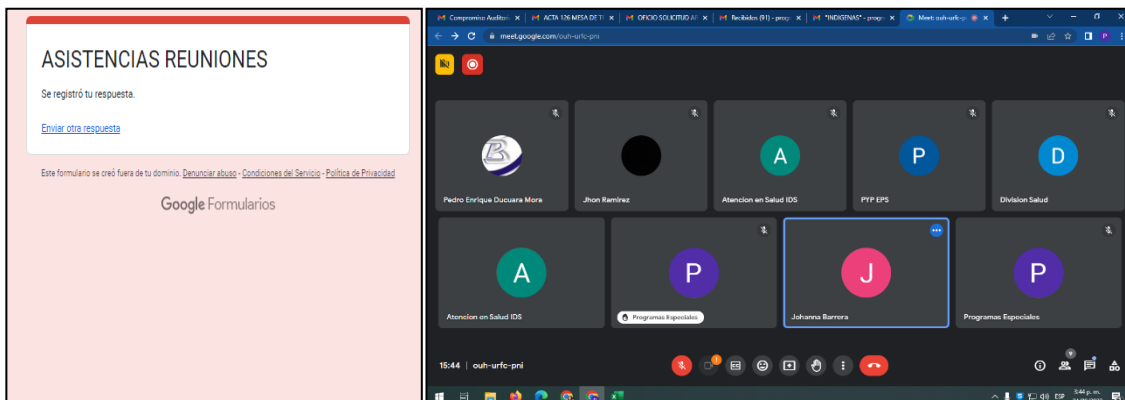 ASISTENCIAS REUNIONES
Se registró tu respuesta.
Enviar otra respuesta
Este formulario se creó fuera de tu dominio. Denunciar abuso - Condiciones del Servicio - Política de Privacidad
Google Formularios
Compromiso Auditori ACTA 126 MESA DE T OFICIO SOLICITUD AF Recibidos (91) - prog "INDIGENAS" - progr Meet: ouh-urfc-p
meet.google.com/ouh-urfc-pni
P
A
P
D
Pedro Enrique Ducuara Mora
Jhon Ramirez
Atencion en Salud IDS
PYP EPS
Division Salud
A
P
J
P
Atencion en Salud IDS
Programas Especiales
Johanna Barrera
Programas Especiales
15:44 | ouh-urfc-pni
9
ESP
3:44 p. m.